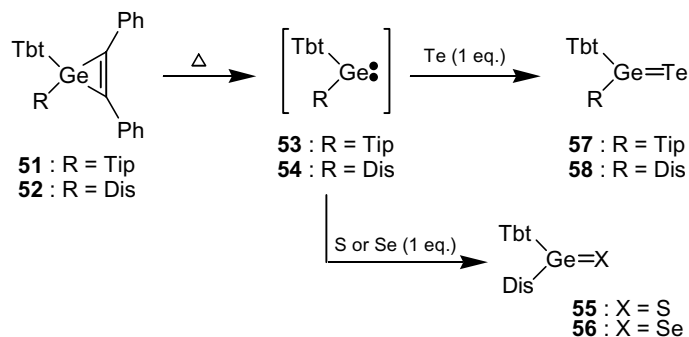 Tbt
Ge
R
Ph
Ph
51 : R = Tip
52 : R = Dis
△
Tbt
Ge
R
53 : R = Tip
54 : R = Dis
Te (1 eq.)
Tbt
Ge=Te
R
57 : R = Tip
58 : R = Dis
S or Se (1 eq.)
Tbt
Ge=X
Dis
55 : X = S
56 : X = Se